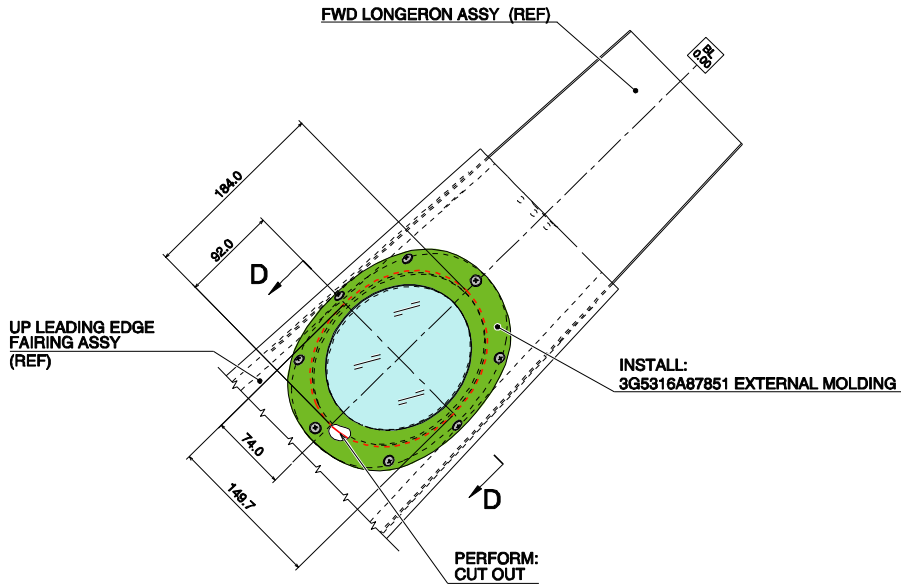 FWD LONGERON ASSY (REF)
BL
0.00
184.0
92.0
D
UP LEADING EDGE
FAIRING ASSY
(REF)
INSTALL:
3G5316A87851 EXTERNAL MOLDING
74.0
149.7
D
PERFORM:
CUT OUT